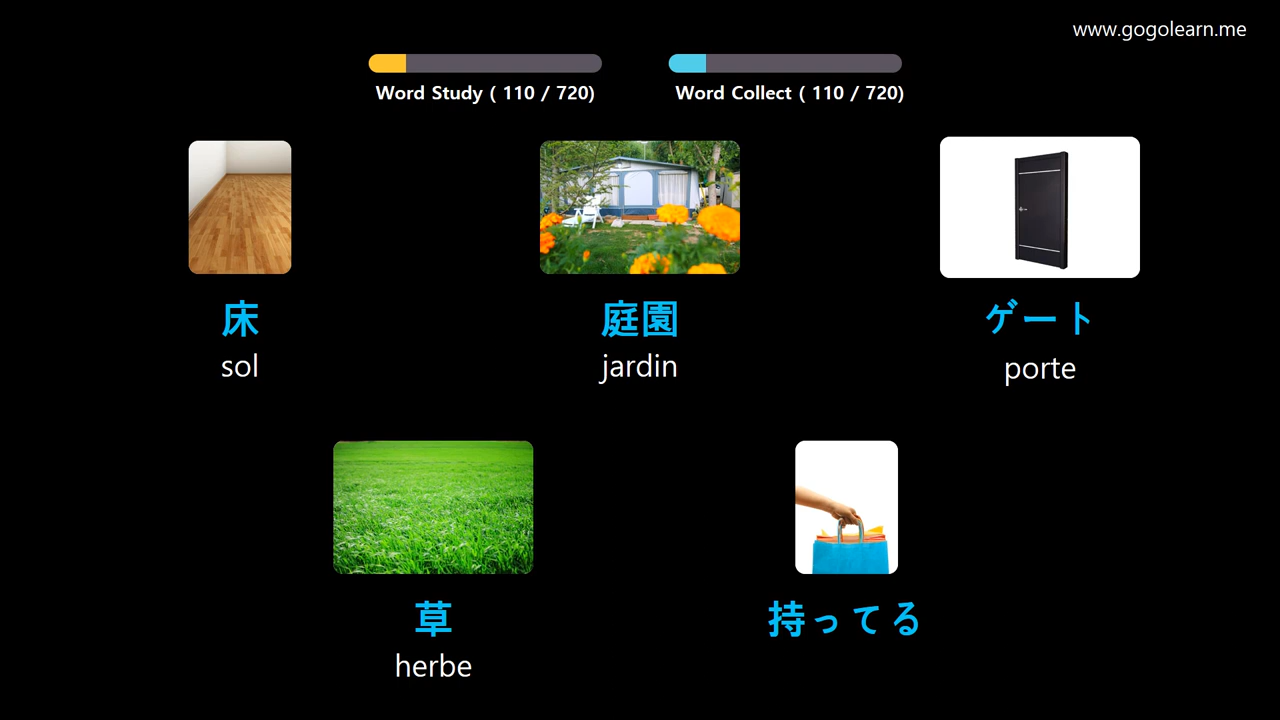 www.gogolearn.me
Word Study ( 110 / 720)
Word Collect ( 110 / 720)
床
sol
庭園
jardin
ゲート
porte
草
herbe
持ってる